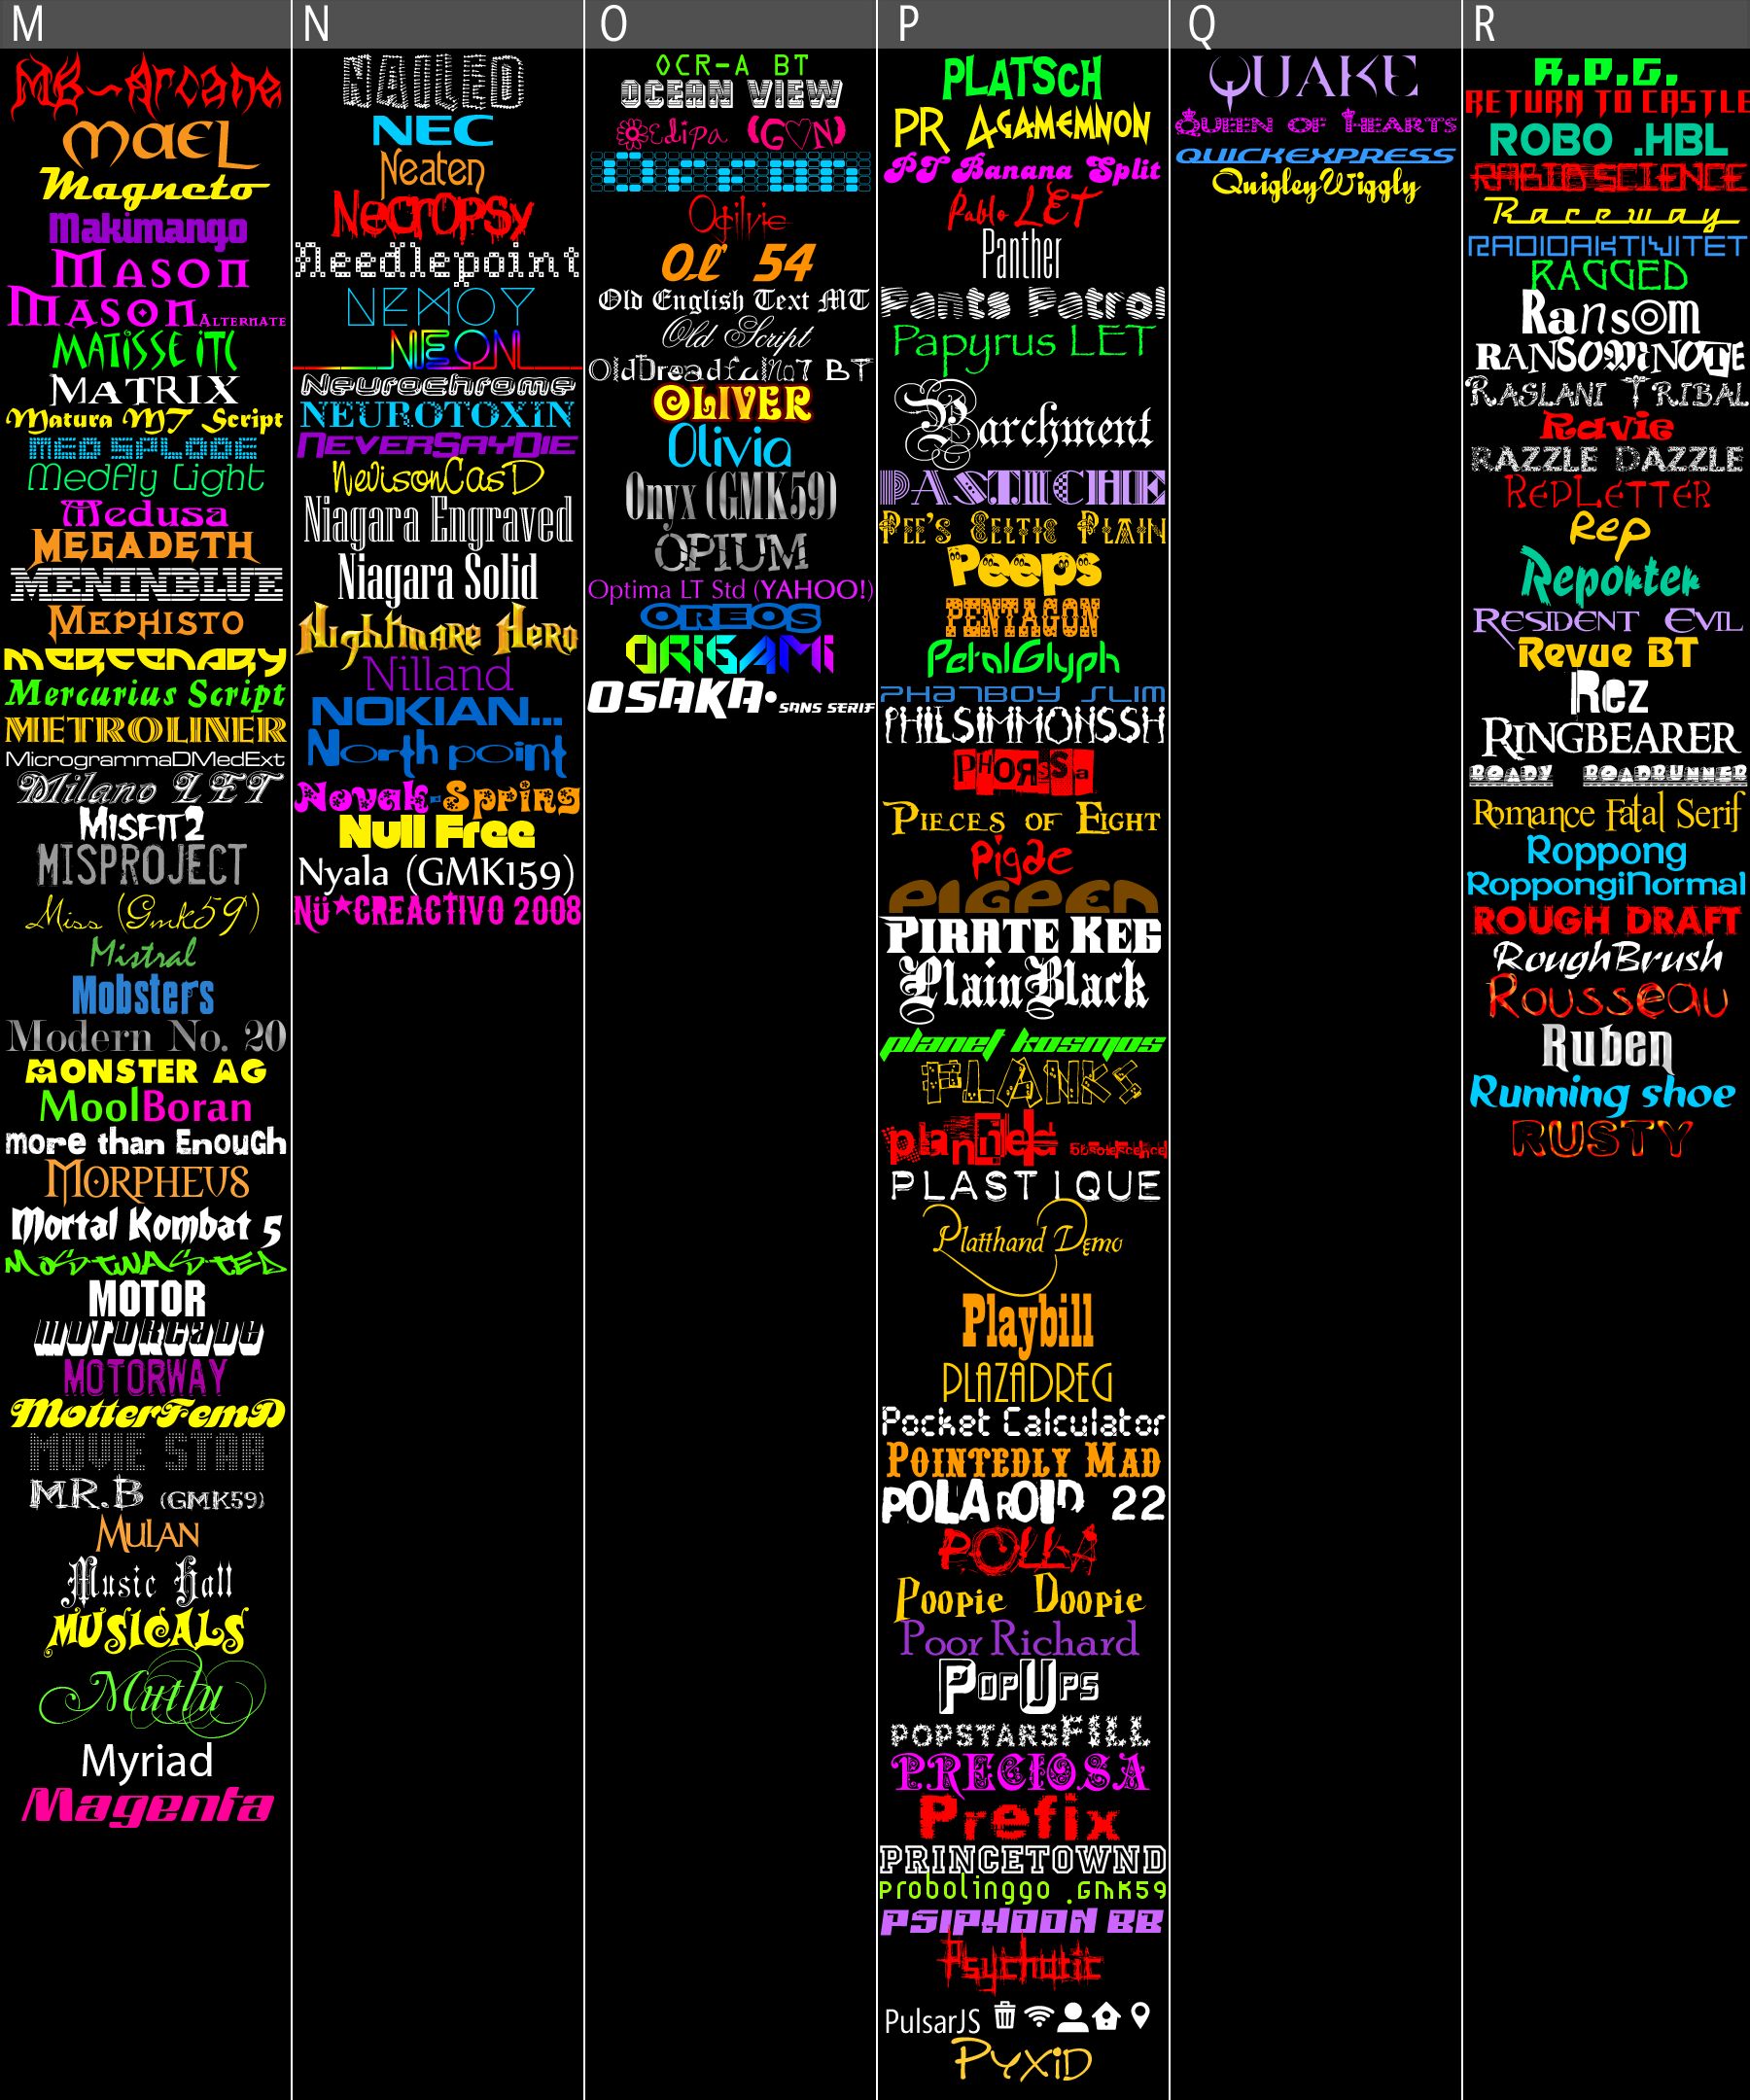 M
MB-Arcane
Mael
Magneto
Makimango
Mason
Mason Alternate
Matisse ITC
Matrix
Matura MT Script
MED SPLODE
Medfly Light
Medusa
MEGADETH
MENINBLUE
Mephisto
MERCENARY
Mercurius Script
METROLINER
MicrogrammaDMedExt
Milano LET
Misfit2
MISPROJECT
Miss (Gmk59)
Mistral
Mobsters
Modern No. 20
MONSTER AG
MoolBoran
more than Enough
Morpheus
Mortal Kombat 5
MOSTWASTED
MOTOR
MOTORCADE
MOTORWAY
MotterFemD
MOVIE STAR
MR.B (GMK59)
Mulan
Music Hall
MUSICALS
Mutlu
Myriad
Magenta
N
NAILED
NEC
Neaten
Necropsy
Needlepoint
NEMOY
NEON
Neurochrome
NEUROTOXIN
NeverSayDie
NevisonCasD
Niagara Engraved
Niagara Solid
Nightmare Hero
Nilland
NOKIAN...
North point
Novak-Spring
Null Free
Nyala (GMK159)
NÜ★CREACTIVO 2008
O
OCR-A BT
OCEAN VIEW
Œdipa (G♡N)
Ogilvie
Ol' 54
Old English Text MT
Old Script
OldDreadfulNo7 BT
OLIVER
Olivia
Onyx (GMK59)
OPIUM
Optima LT Std (YAHOO!)
OREOS
ORIGAMI
OSAKA• SANS SERIF
P
PLATSCH
PR Agamemnon
PT Banana Split
Pablo LET
Panther
Pants Patrol
Papyrus LET
Parchment
PASTICHE
Pee's Celtic Plain
Peeps
PENTAGON
PetalGlyph
PHATBOY SLIM
PHILSIMMONSSH
PHORSSA
Pieces of Eight
Pigae
PIGPEN
Pirate Keg
PlainBlack
planet kosmos
PLANKS
PLASTIQUE
Platthand Demo
Playbill
PLAZADREG
Pocket Calculator
Pointedly Mad
POLAROID 22
POLLA
Poopie Doopie
Poor Richard
PopUps
POPSTARSFILL
PRECIOSA
Prefix
PRINCETOWND
Probolinggo .GMK59
PSIPHOON BB
Psychotic
PulsarJS
PYXID
Q
QUAKE
Queen of Hearts
QUICKEXPRESS
QuigleyWiggly
R
R.P.G.
RETURN TO CASTLE
ROBO .HBL
RABIDSCIENCE
Raceway
RADIOAKTIVITET
RAGGED
Ransom
RANSOMNOTE
Raslani Tribal
Ravie
RAZZLE DAZZLE
RedLetter
Rep
Reporter
Resident Evil
Revue BT
Rez
Ringbearer
ROADY ROADRUNNER
Romance Fatal Serif
Roppong
RoppongiNormal
ROUGH DRAFT
RoughBrush
Rousseau
Ruben
Running shoe
RUSTY